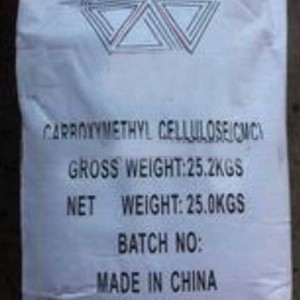 CARBOXYMETHYL CELLULOSE(CMC)
GROSS WEIGHT:25.2KGS
NET WEIGHT:25.0KGS
BATCH NO:
MADE IN CHINA